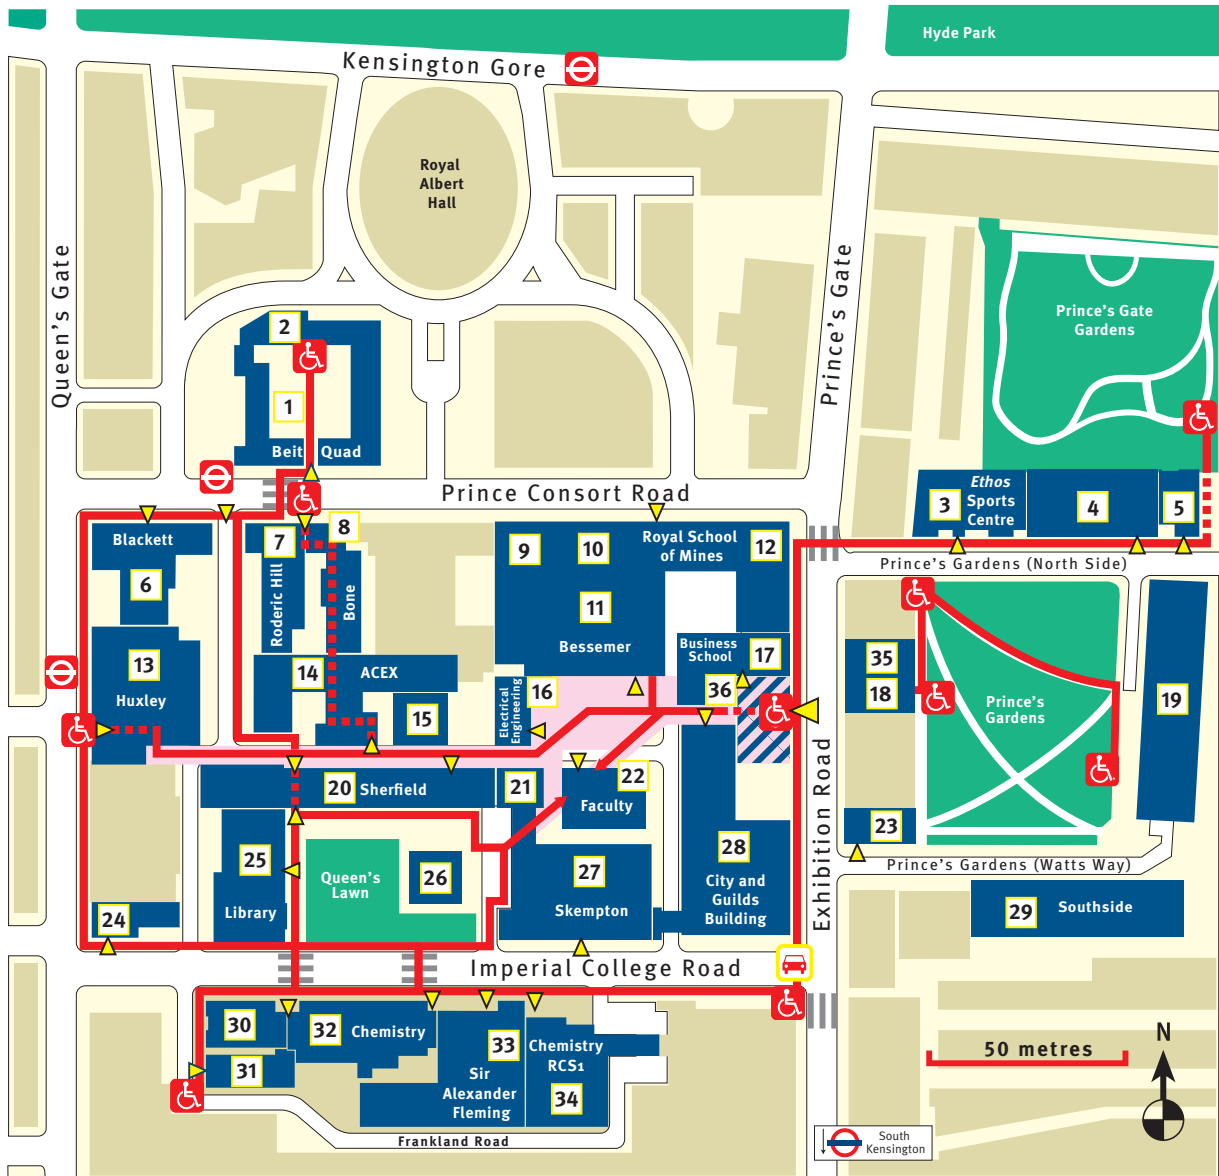 Hyde Park
Kensington Gore
Royal
Albert
Hall
Queen's Gate
Prince's Gate
Prince's Gate
Gardens
2
1
Beit Quad
Prince Consort Road
3
Ethos
Sports
Centre
4
5
Prince's Gardens (North Side)
Blackett
6
7
Roderic Hill
8
Bone
9
10
Royal School
of Mines
12
11
Bessemer
13
Huxley
14
ACEX
15
16
Electrical
Engineering
Business
School
17
36
35
18
Prince's
Gardens
19
20
Sherfield
21
22
Faculty
23
Exhibition Road
Prince's Gardens (Watts Way)
24
25
Library
Queen's
Lawn
26
27
Skempton
28
City and
Guilds
Building
29
Southside
Imperial College Road
30
31
32
Chemistry
33
Sir
Alexander
Fleming
Chemistry
RCS1
34
Frankland Road
50 metres
N
South
Kensington